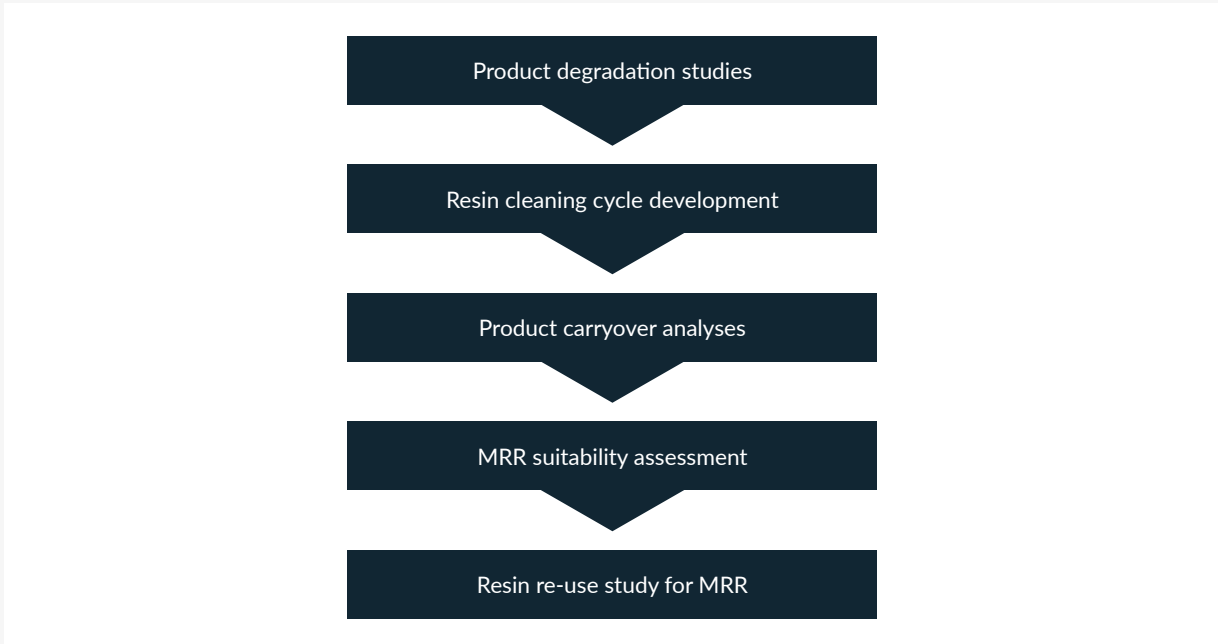 Product degradation studies
Resin cleaning cycle development
Product carryover analyses
MRR suitability assessment
Resin re-use study for MRR